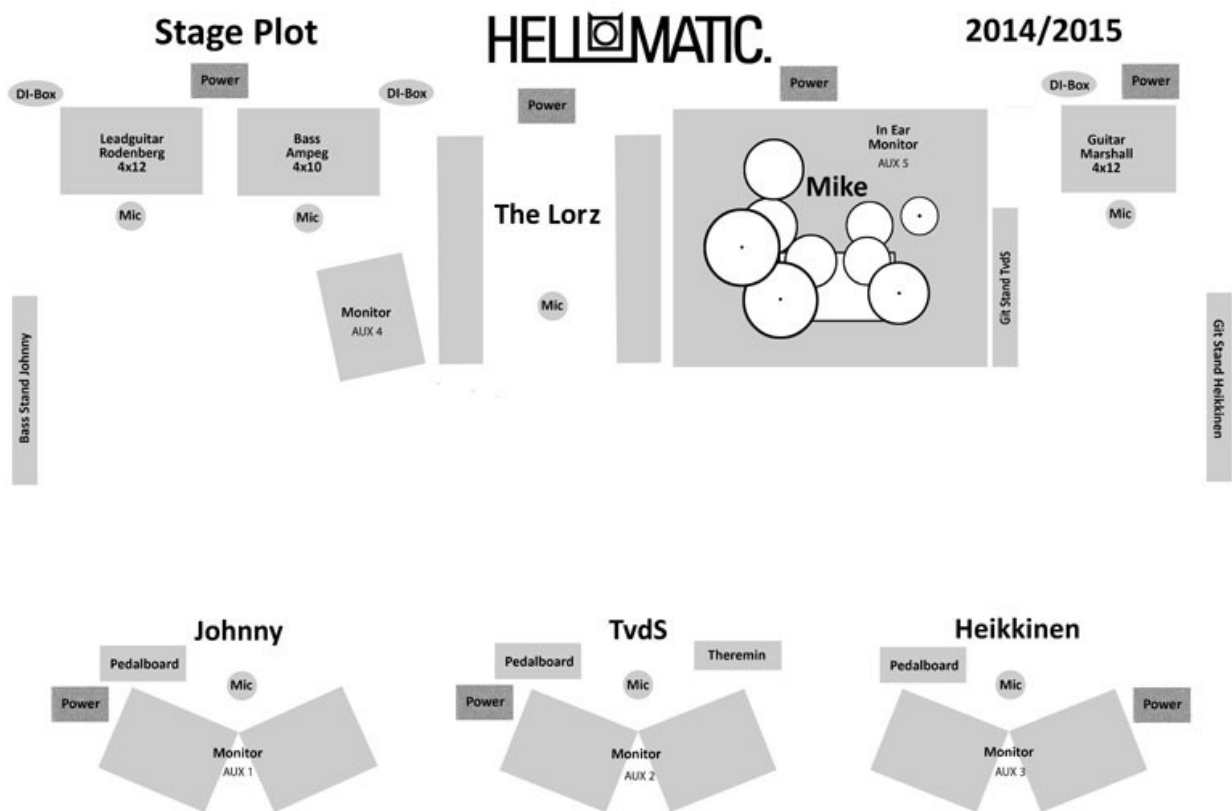 Stage Plot
HELLOMATIC.
2014/2015
Power
Power
Power
Power
DI-Box
DI-Box
DI-Box
Leadguitar
Rodenberg
4x12
Bass
Ampeg
4x10
In Ear
Monitor
AUX 5
Guitar
Marshall
4x12
Mike
The Lorz
Mic
Mic
Mic
Mic
Monitor
AUX 4
Git Stand TvdS
Bass Stand Johnny
Git Stand Heikkinen
Johnny
Pedalboard
Mic
Power
Monitor
AUX 1
TvdS
Pedalboard
Theremin
Mic
Power
Monitor
AUX 2
Heikkinen
Pedalboard
Mic
Power
Monitor
AUX 3